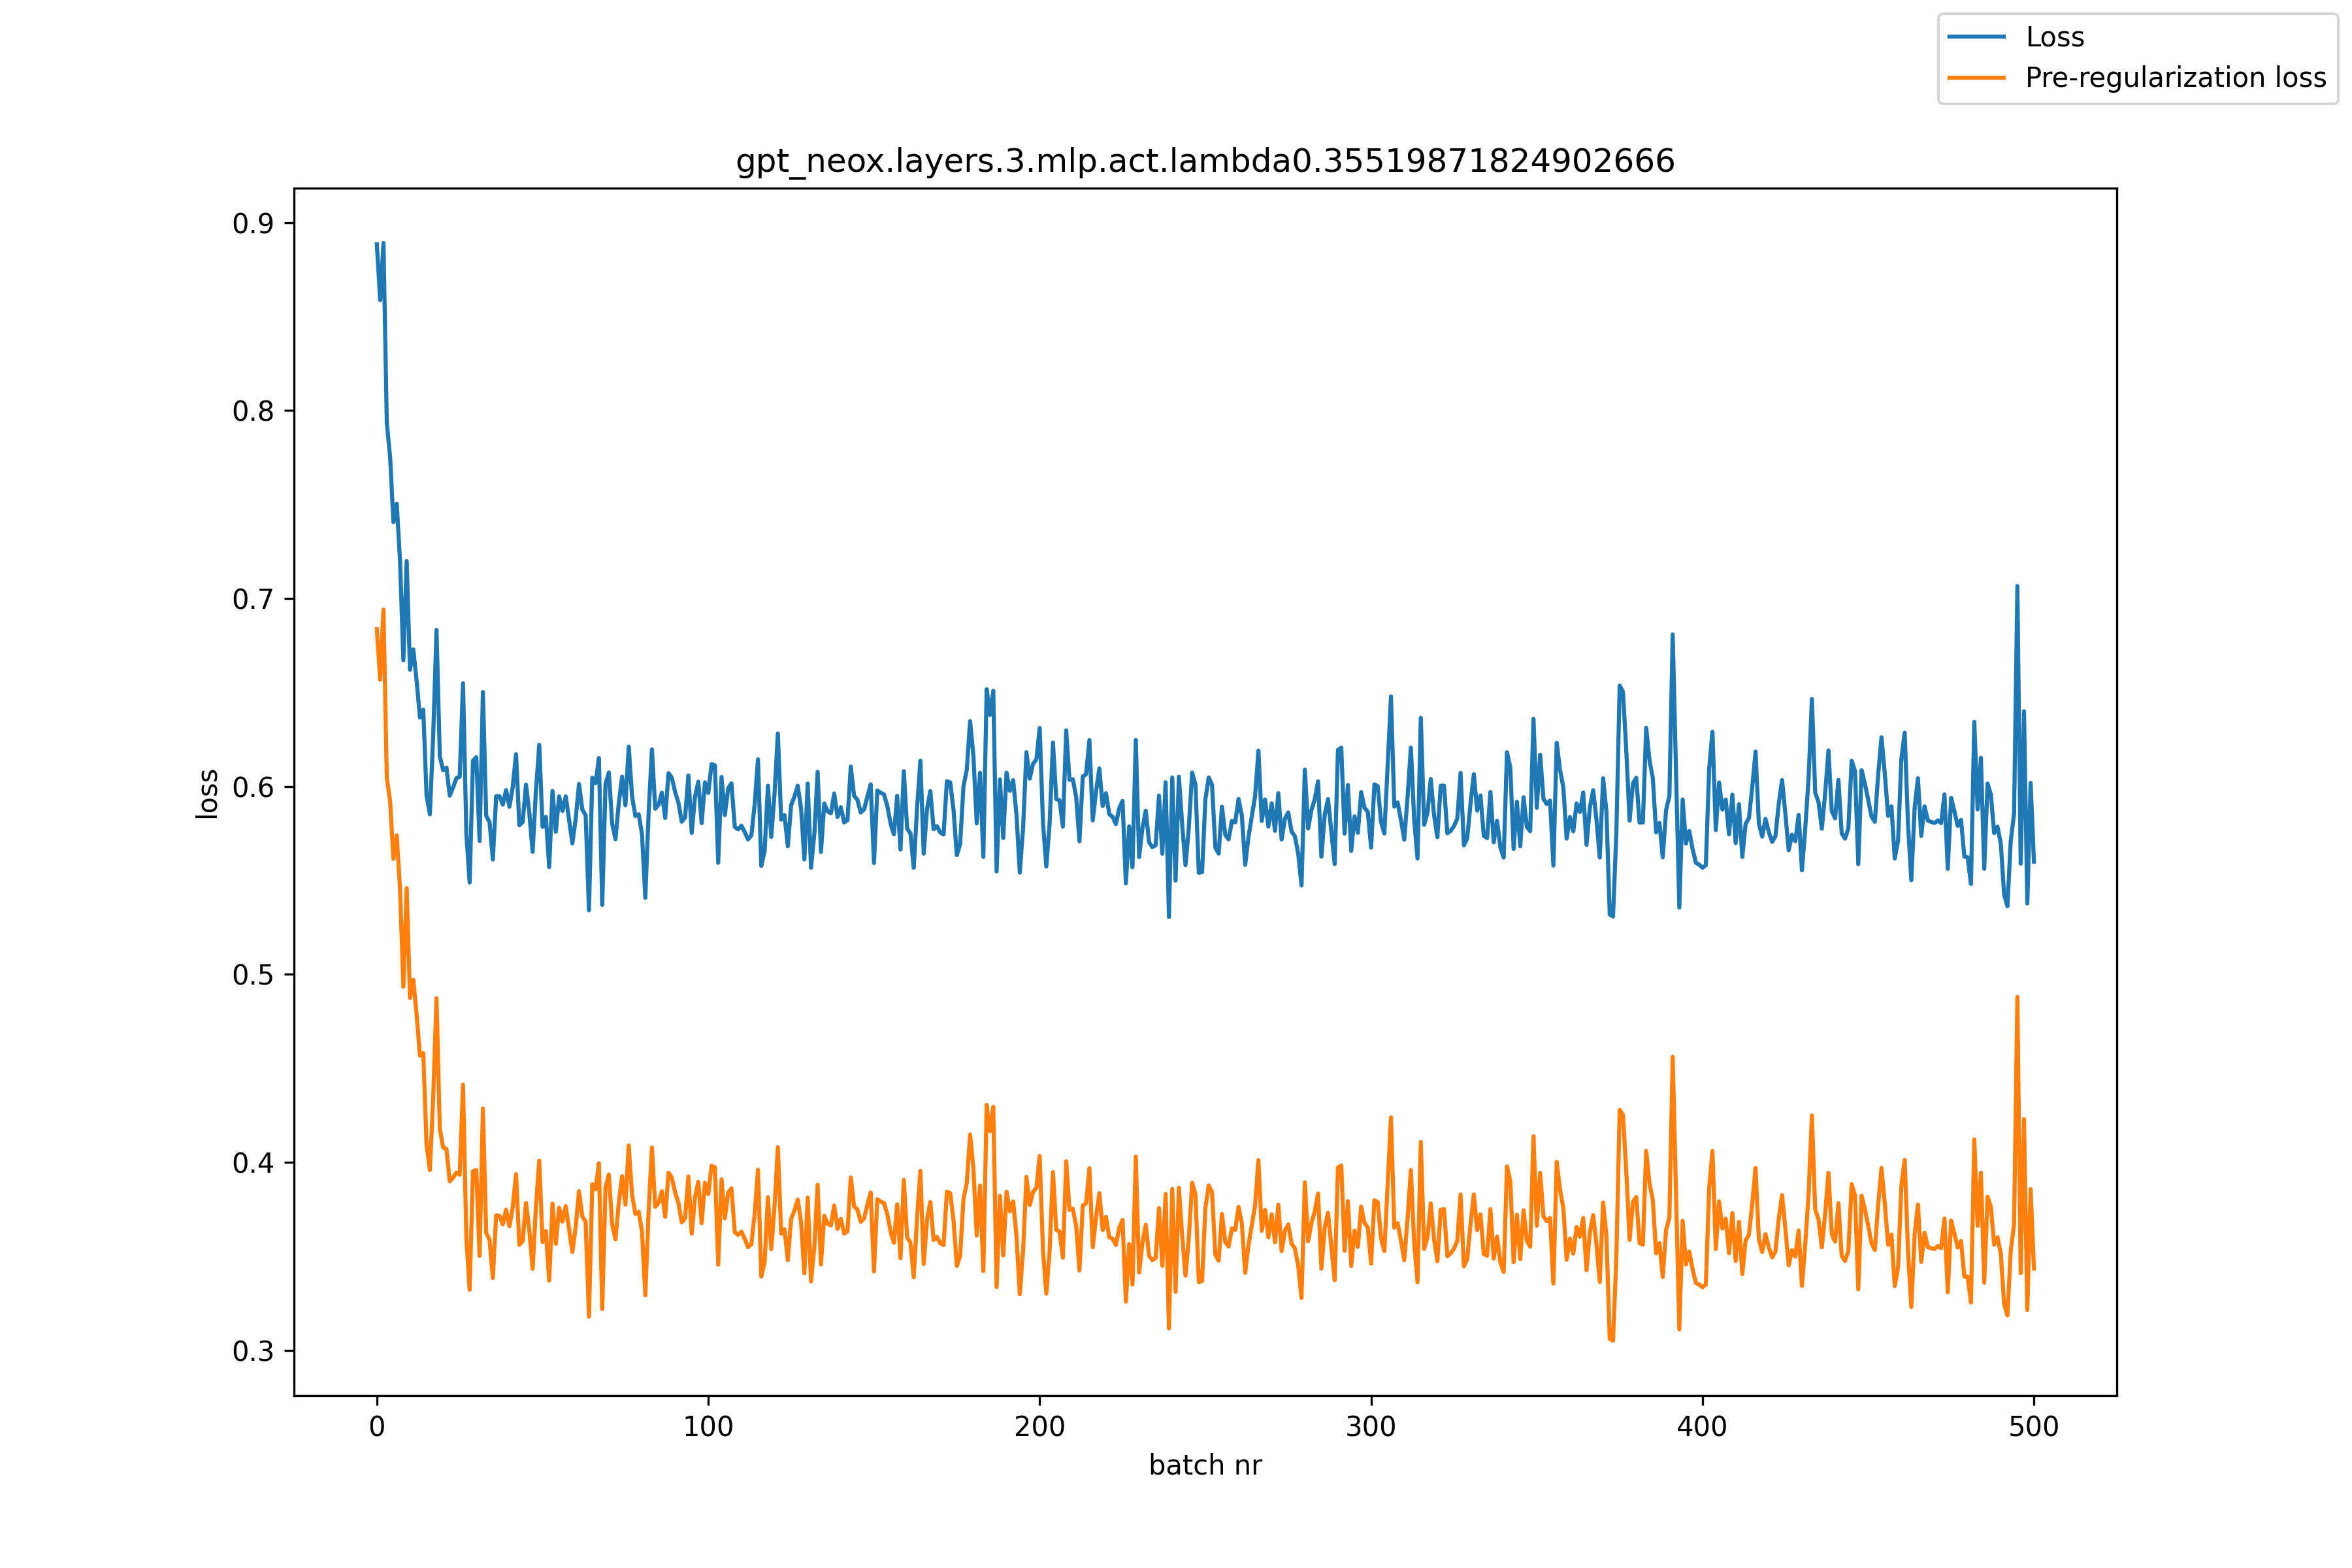 Loss
Pre-regularization loss
gpt_neox.layers.3.mlp.act.lambda0.35519871824902666
0.9
0.8
0.7
0.6
0.5
0.4
0.3
loss
0 100 200 300 400 500
batch nr